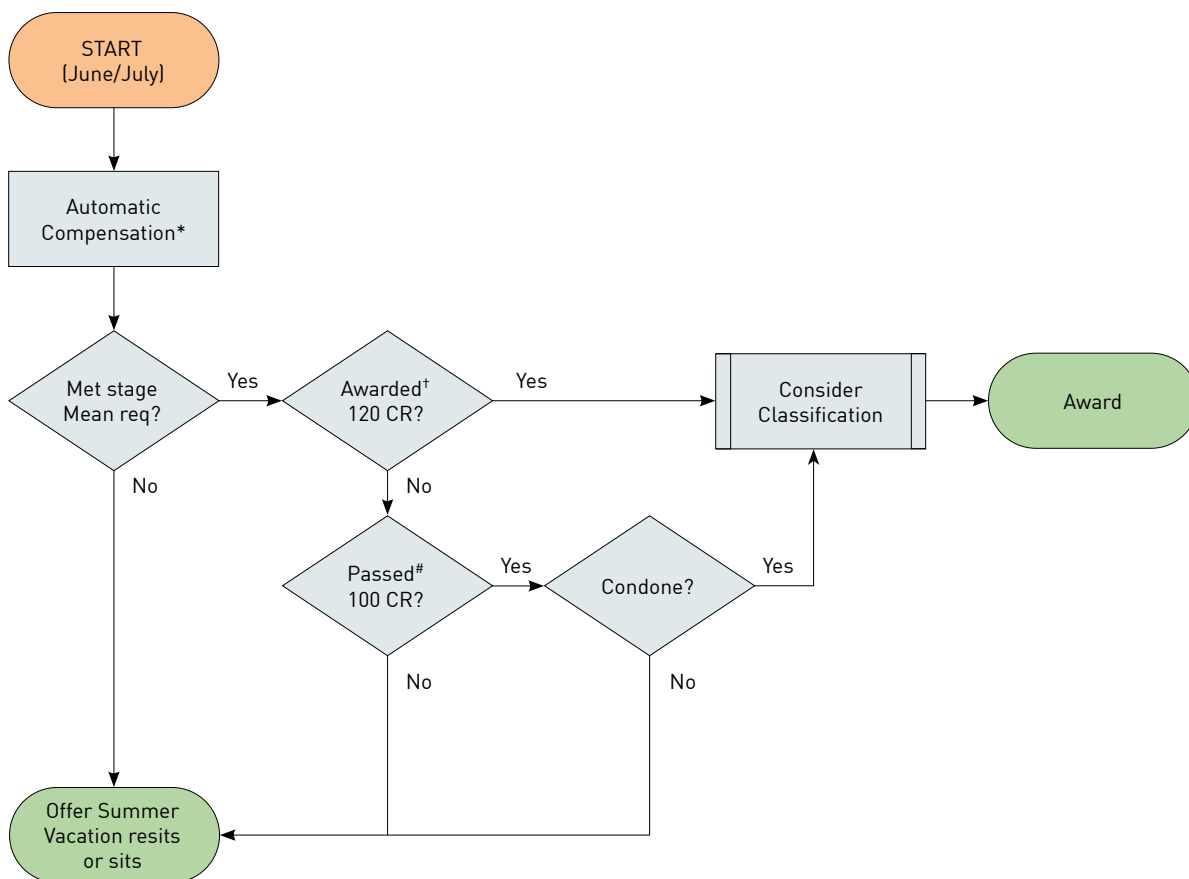 START
(June/July)
Automatic
Compensation*
Met stage
Mean req?
Yes
Awarded†
120 CR?
Yes
Consider
Classification
Award
No
No
Passed#
100 CR?
Yes
Condone?
Yes
No
No
Offer Summer
Vacation resits
or sits